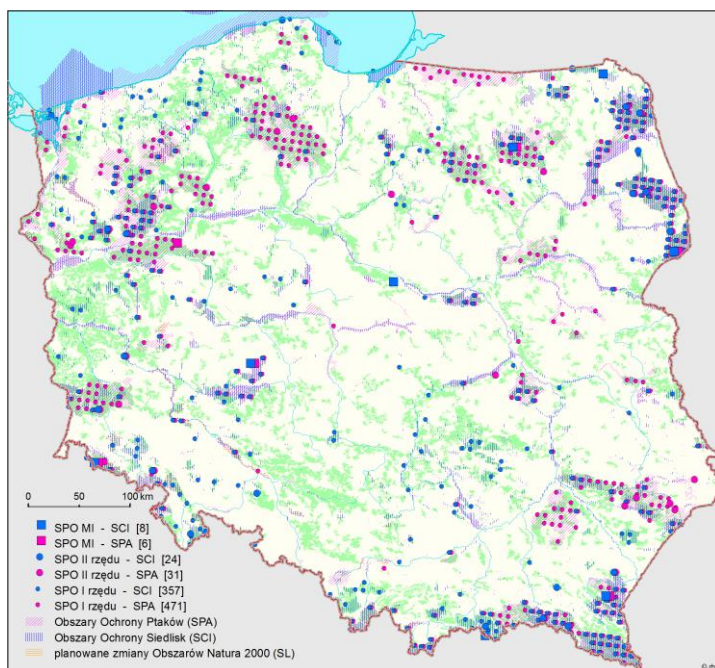 0 50 100 km
SPO MI - SCI [8]
SPO MI - SPA [6]
SPO II rzędu - SCI [24]
SPO II rzędu - SPA [31]
SPO I rzędu - SCI [357]
SPO I rzędu - SPA [471]
Obszary Ochrony Ptaków (SPA)
Obszary Ochrony Siedlisk (SCI)
planowane zmiany Obszarów Natura 2000 (SL)